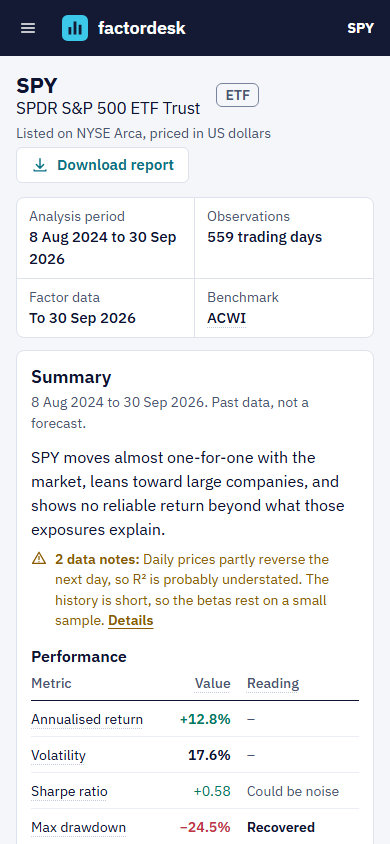 factordesk
SPY
SPY
SPDR S&P 500 ETF Trust
ETF
Listed on NYSE Arca, priced in US dollars
Download report
Analysis period
8 Aug 2024 to 30 Sep
2026
Observations
559 trading days
Factor data
To 30 Sep 2026
Benchmark
ACWI
Summary
8 Aug 2024 to 30 Sep 2026. Past data, not a
forecast.
SPY moves almost one-for-one with the
market, leans toward large companies, and
shows no reliable return beyond what those
exposures explain.
2 data notes: Daily prices partly reverse the
next day, so R² is probably understated. The
history is short, so the betas rest on a small
sample. Details
Performance
Metric Value Reading
Annualised return +12.8% –
Volatility 17.6% –
Sharpe ratio +0.58 Could be noise
Max drawdown −24.5% Recovered